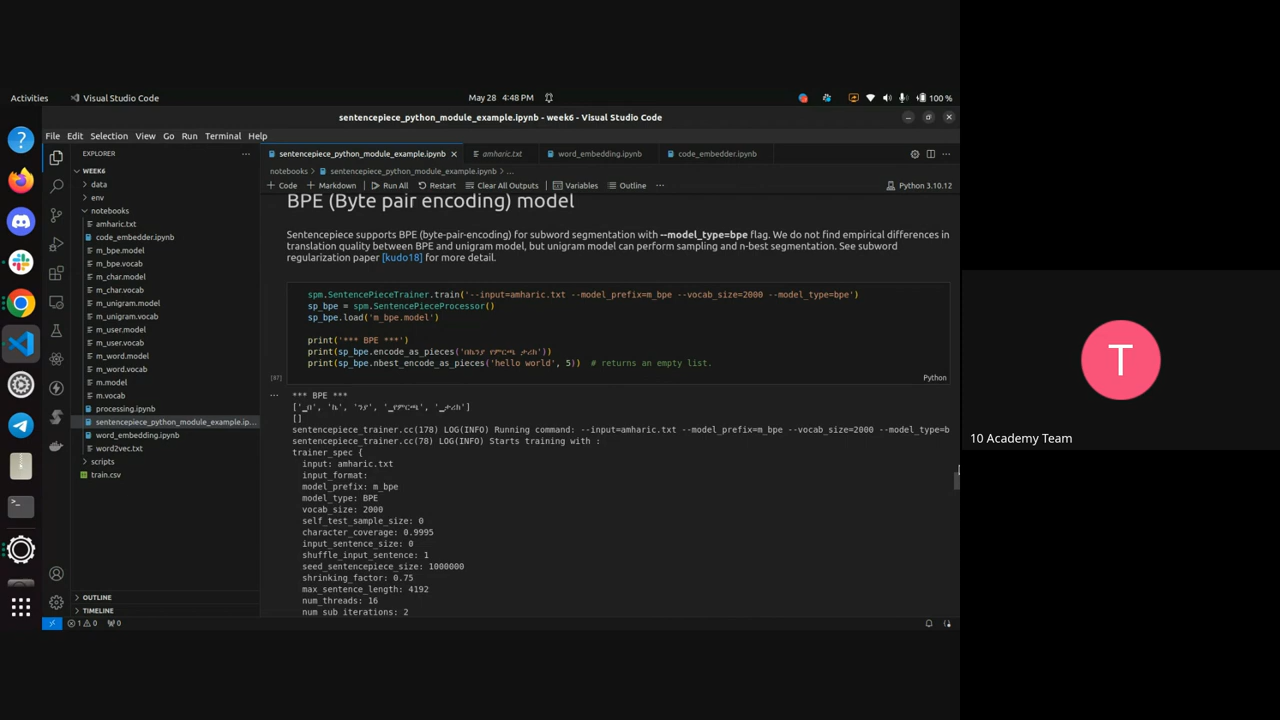 Activities
Visual Studio Code
May 28 4:48 PM
100 %
sentencepiece_python_module_example.ipynb - week6 - Visual Studio Code
File Edit Selection View Go Run Terminal Help
EXPLORER
WEEK6
data
env
notebooks
amharic.txt
code_embedder.ipynb
m_bpe.model
m_bpe.vocab
m_char.model
m_char.vocab
m_unigram.model
m_unigram.vocab
m_user.model
m_user.vocab
m_word.model
m_word.vocab
m.model
m.vocab
processing.ipynb
sentencepiece_python_module_example.ip...
word_embedding.ipynb
word2vec.txt
scripts
train.csv
OUTLINE
TIMELINE
sentencepiece_python_module_example.ipynb
amharic.txt
word_embedding.ipynb
code_embedder.ipynb
notebooks > sentencepiece_python_module_example.ipynb > ...
+ Code + Markdown Run All Restart Clear All Outputs Variables Outline ...
Python 3.10.12
BPE (Byte pair encoding) model
Sentencepiece supports BPE (byte-pair-encoding) for subword segmentation with --model_type=bpe flag. We do not find empirical differences in
translation quality between BPE and unigram model, but unigram model can perform sampling and n-best segmentation. See subword
regularization paper [kudo18] for more detail.
spm.SentencePieceTrainer.train('--input=amharic.txt --model_prefix=m_bpe --vocab_size=2000 --model_type=bpe')
sp_bpe = spm.SentencePieceProcessor()
sp_bpe.load('m_bpe.model')
print('*** BPE ***')
print(sp_bpe.encode_as_pieces('በኬንያ የምርጫ ታሪክ'))
print(sp_bpe.nbest_encode_as_pieces('hello world', 5)) # returns an empty list.
[97]
Python
*** BPE ***
['▁በ', 'ኬ', 'ንያ', '▁የምርጫ', '▁ታሪክ']
[]
sentencepiece_trainer.cc(178) LOG(INFO) Running command: --input=amharic.txt --model_prefix=m_bpe --vocab_size=2000 --model_type=b
sentencepiece_trainer.cc(78) LOG(INFO) Starts training with :
trainer_spec {
input: amharic.txt
input_format:
model_prefix: m_bpe
model_type: BPE
vocab_size: 2000
self_test_sample_size: 0
character_coverage: 0.9995
input_sentence_size: 0
shuffle_input_sentence: 1
seed_sentencepiece_size: 1000000
shrinking_factor: 0.75
max_sentence_length: 4192
num_threads: 16
num_sub_iterations: 2
1 0
0
T
10 Academy Team